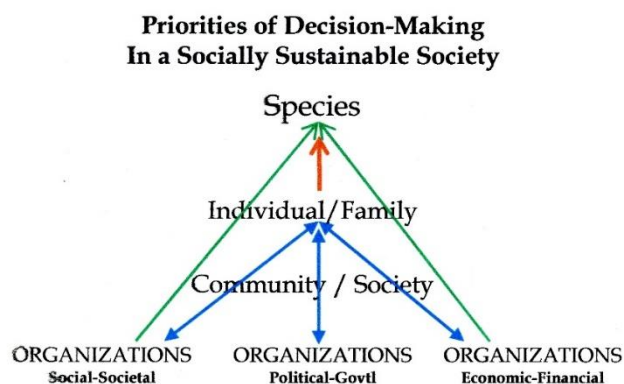 Priorities of Decision-Making
In a Socially Sustainable Society
Species
Individual/Family
Community / Society
ORGANIZATIONS ORGANIZATIONS ORGANIZATIONS
Social-Societal Political-Govtl Economic-Financial